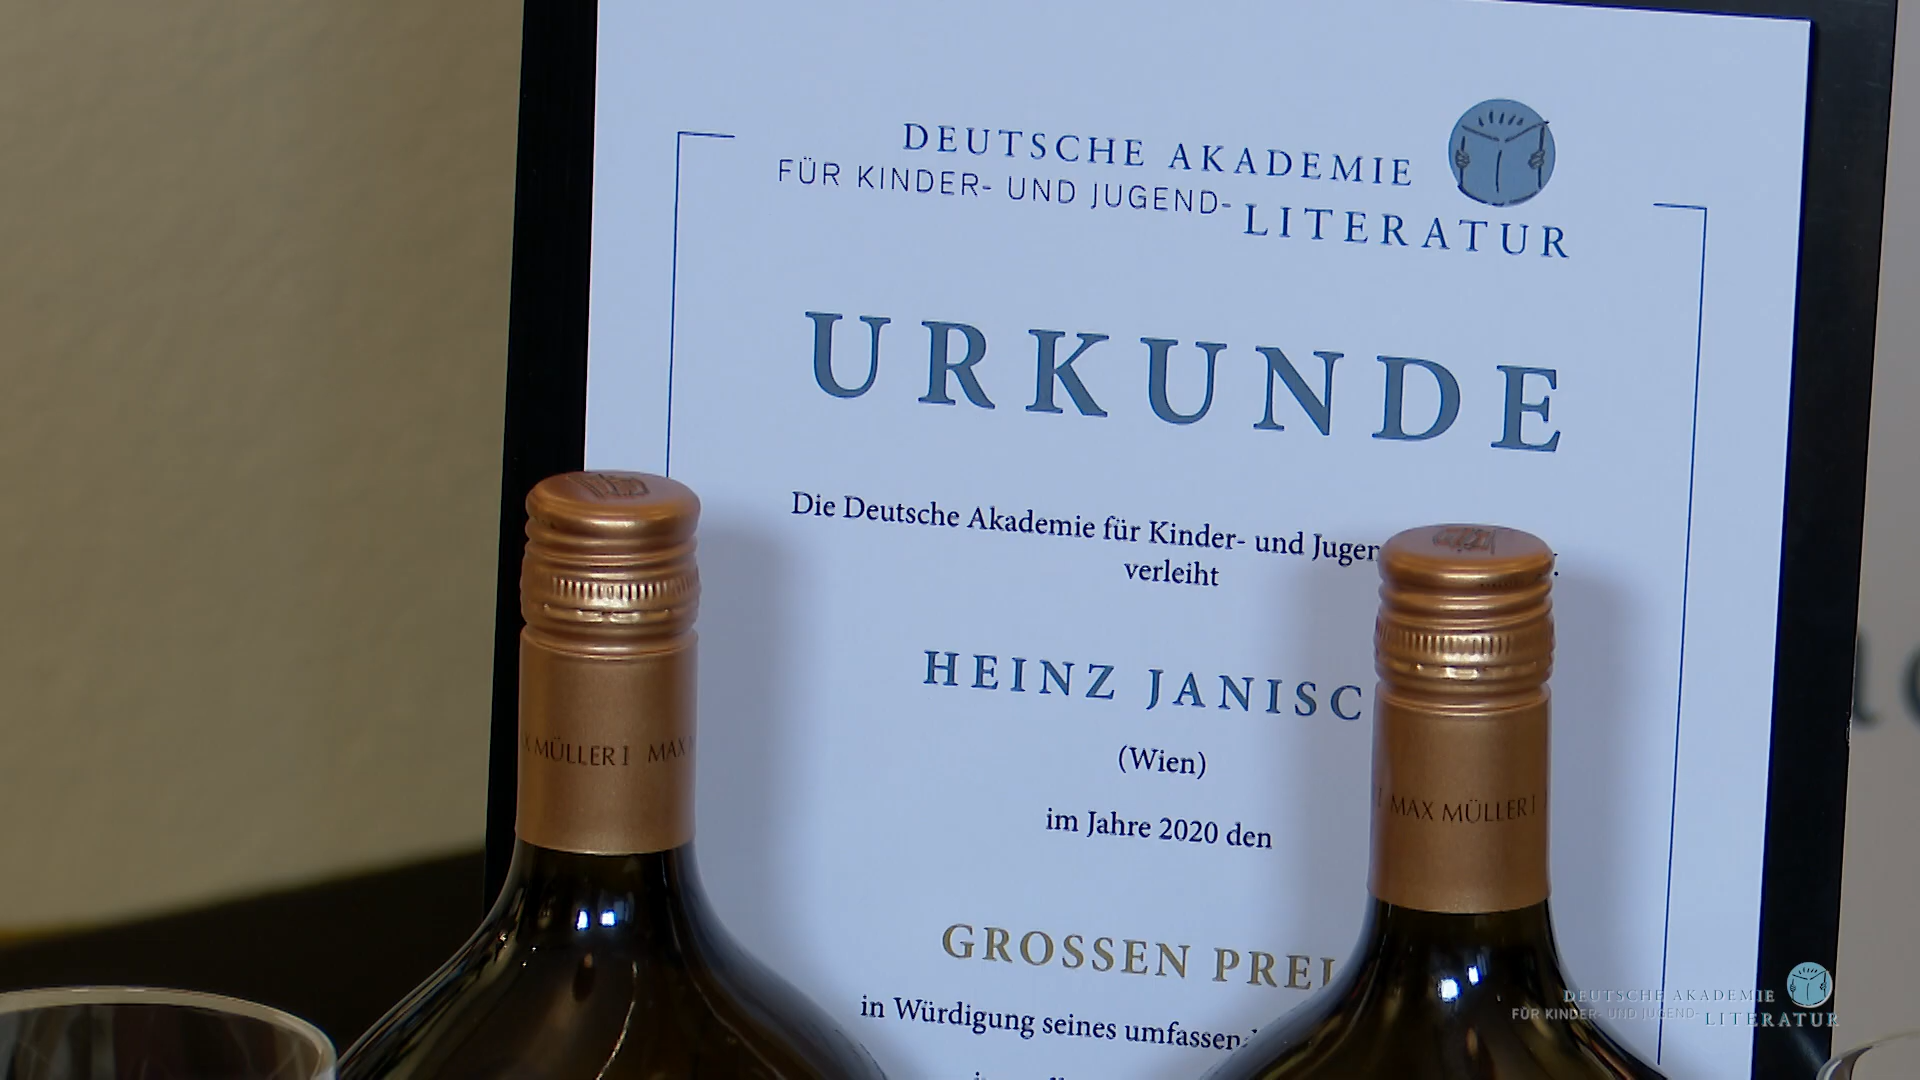 DEUTSCHE AKADEMIE
FÜR KINDER- UND JUGEND-
LITERATUR
URKUNDE
Die Deutsche Akademie für Kinder- und Jugen
verleiht
HEINZ JANISC
(Wien)
im Jahre 2020 den
GROSSEN PREI
in Würdigung seines umfassen
MÜLLER I MAX
MAX MÜLLER I
DEUTSCHE AKADEMIE
FÜR KINDER- UND JUGEND-
LITERATUR